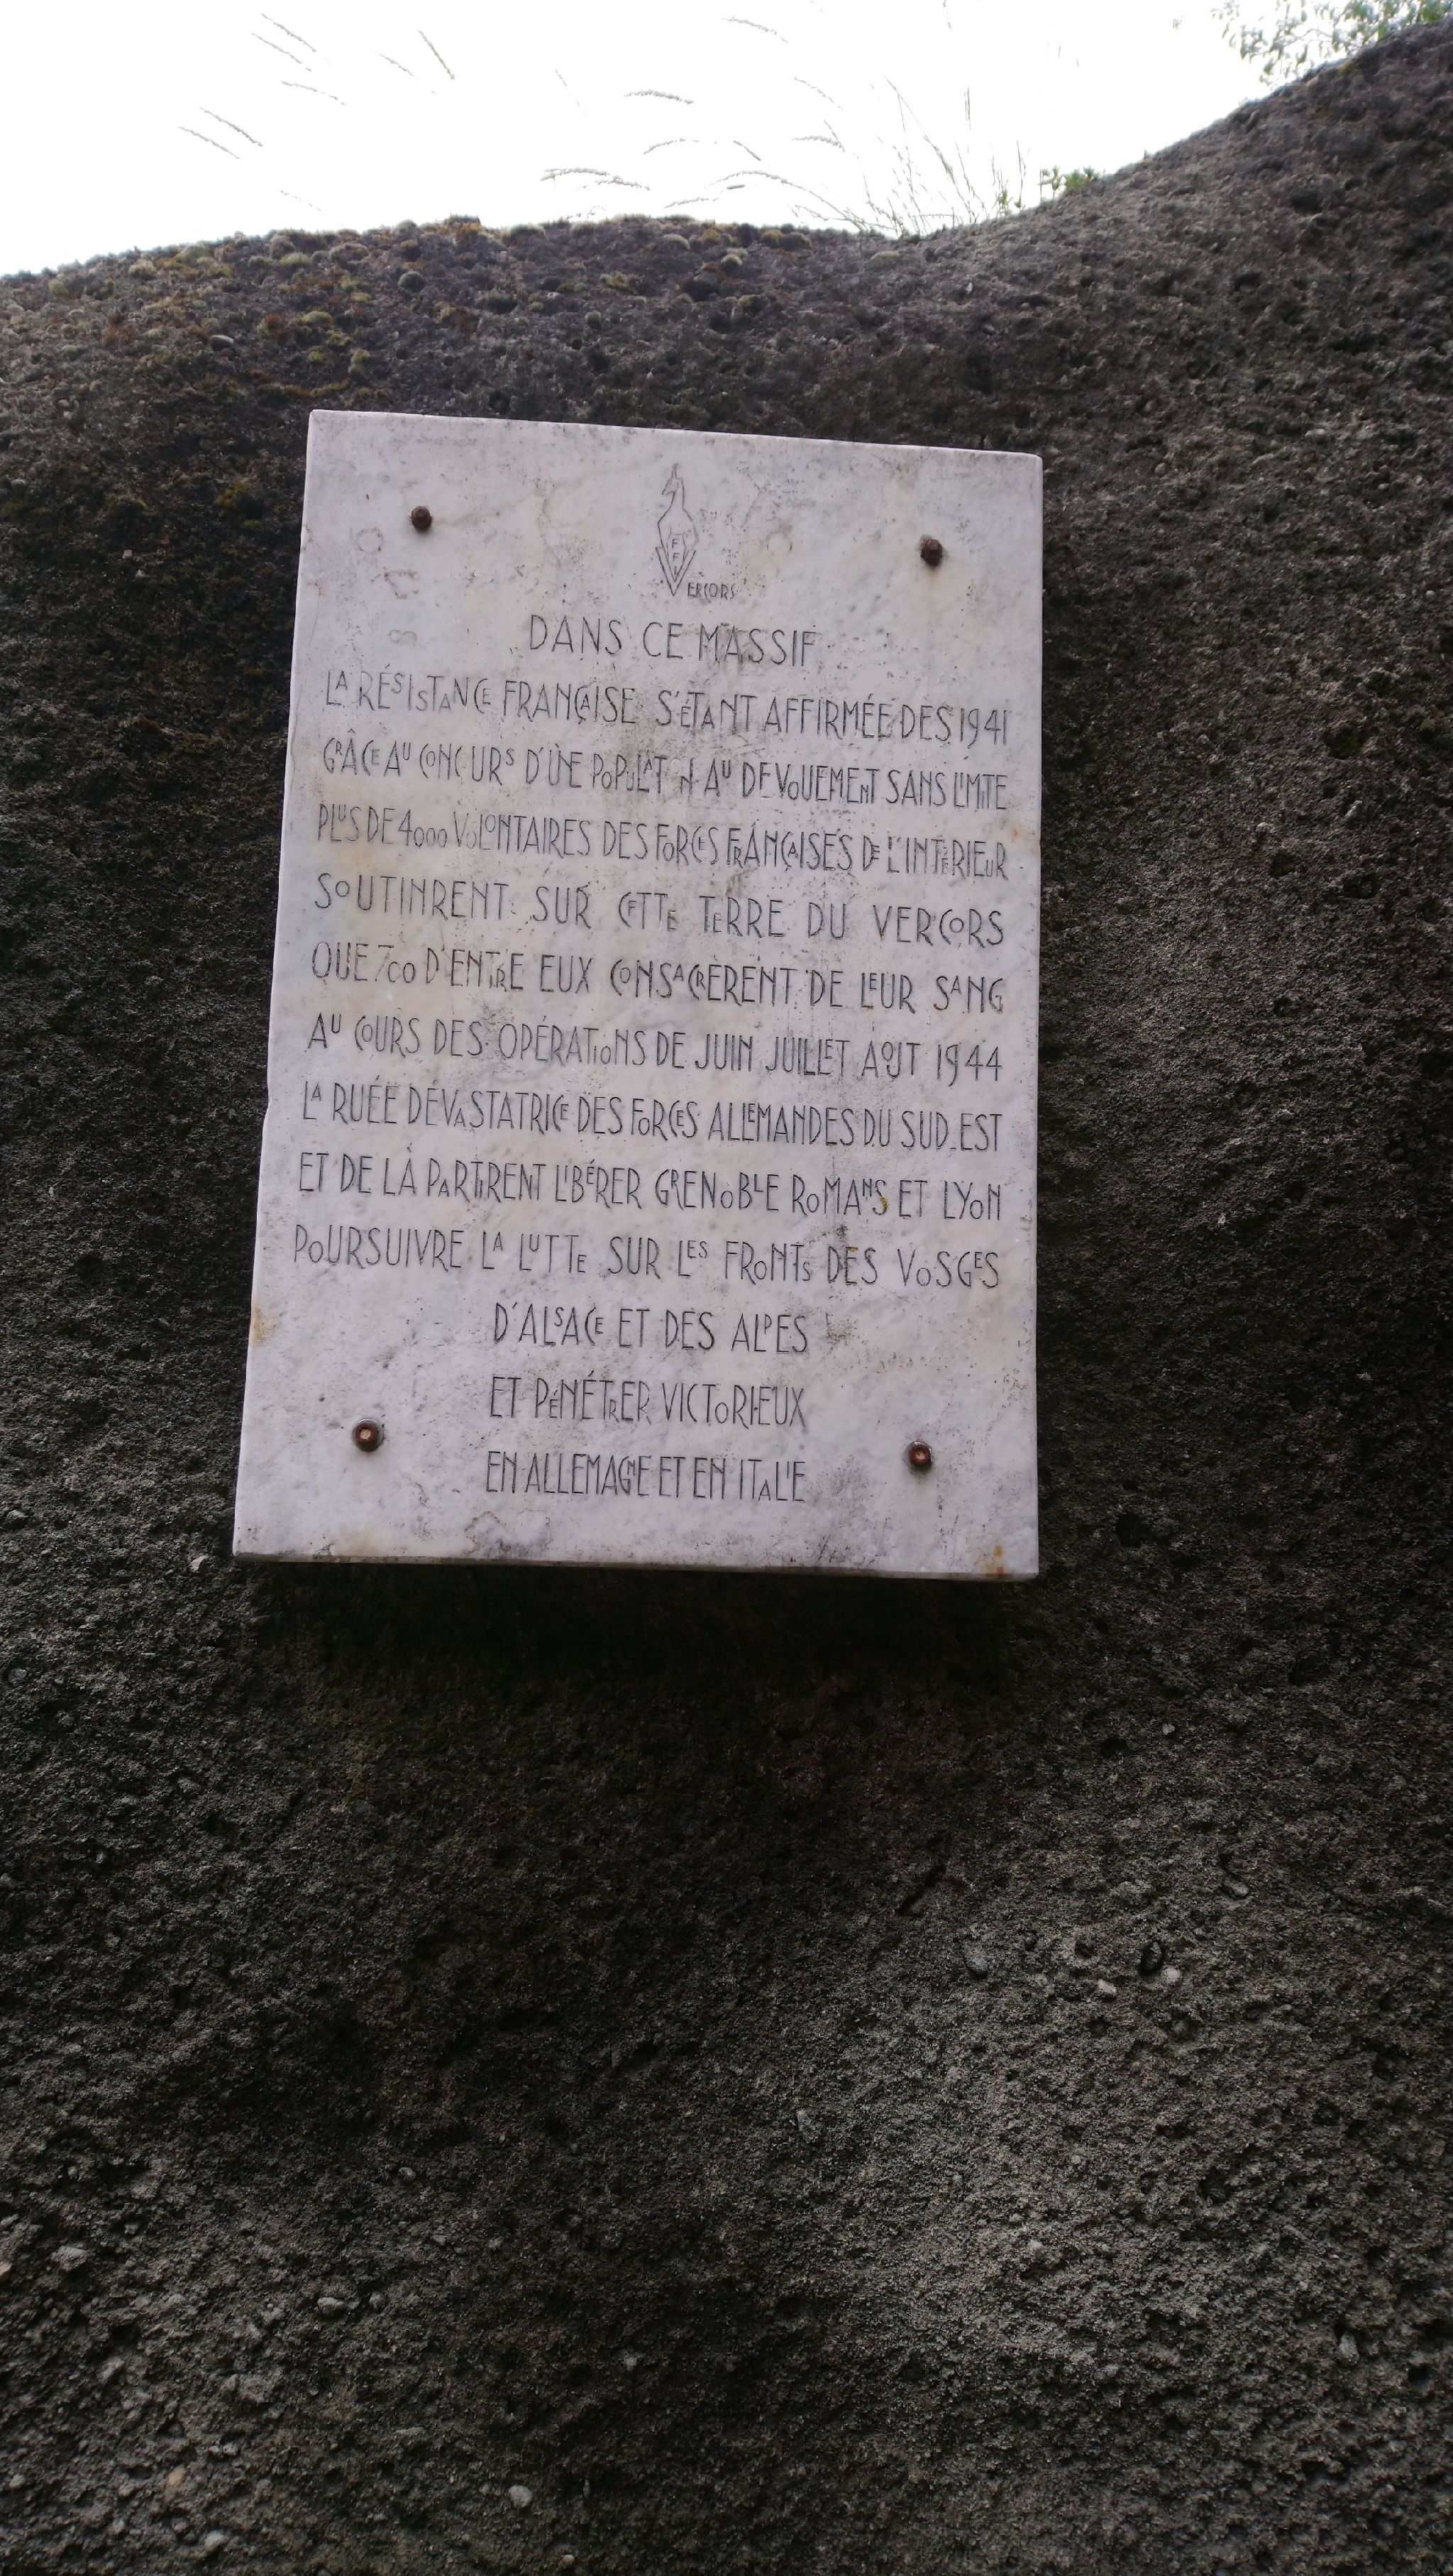 FFI
VERCORS
DANS CE MASSIF
LA RÉSISTANCE FRANÇAISE S'ÉTANT AFFIRMÉE DES 1941
GRÂCE AU CONCOURS D'UNE POPULATION AU DEVOUEMENT SANS LIMITE
PLUS DE 4000 VOLONTAIRES DES FORCES FRANÇAISES DE L'INTERIEUR
SOUTINRENT SUR CETTE TERRE DU VERCORS
QUE 700 D'ENTRE EUX CONSACRÈRENT DE LEUR SANG
AU COURS DES OPÉRATIONS DE JUIN JUILLET AOUT 1944
LA RUÉE DÉVASTATRICE DES FORCES ALLEMANDES DU SUD-EST
ET DE LÀ PARTIRENT LIBÉRER GRENOBLE ROMANS ET LYON
POURSUIVRE LA LUTTE SUR LES FRONTS DES VOSGES
D'ALSACE ET DES ALPES
ET PÉNÉTRER VICTORIEUX
EN ALLEMAGNE ET EN ITALIE